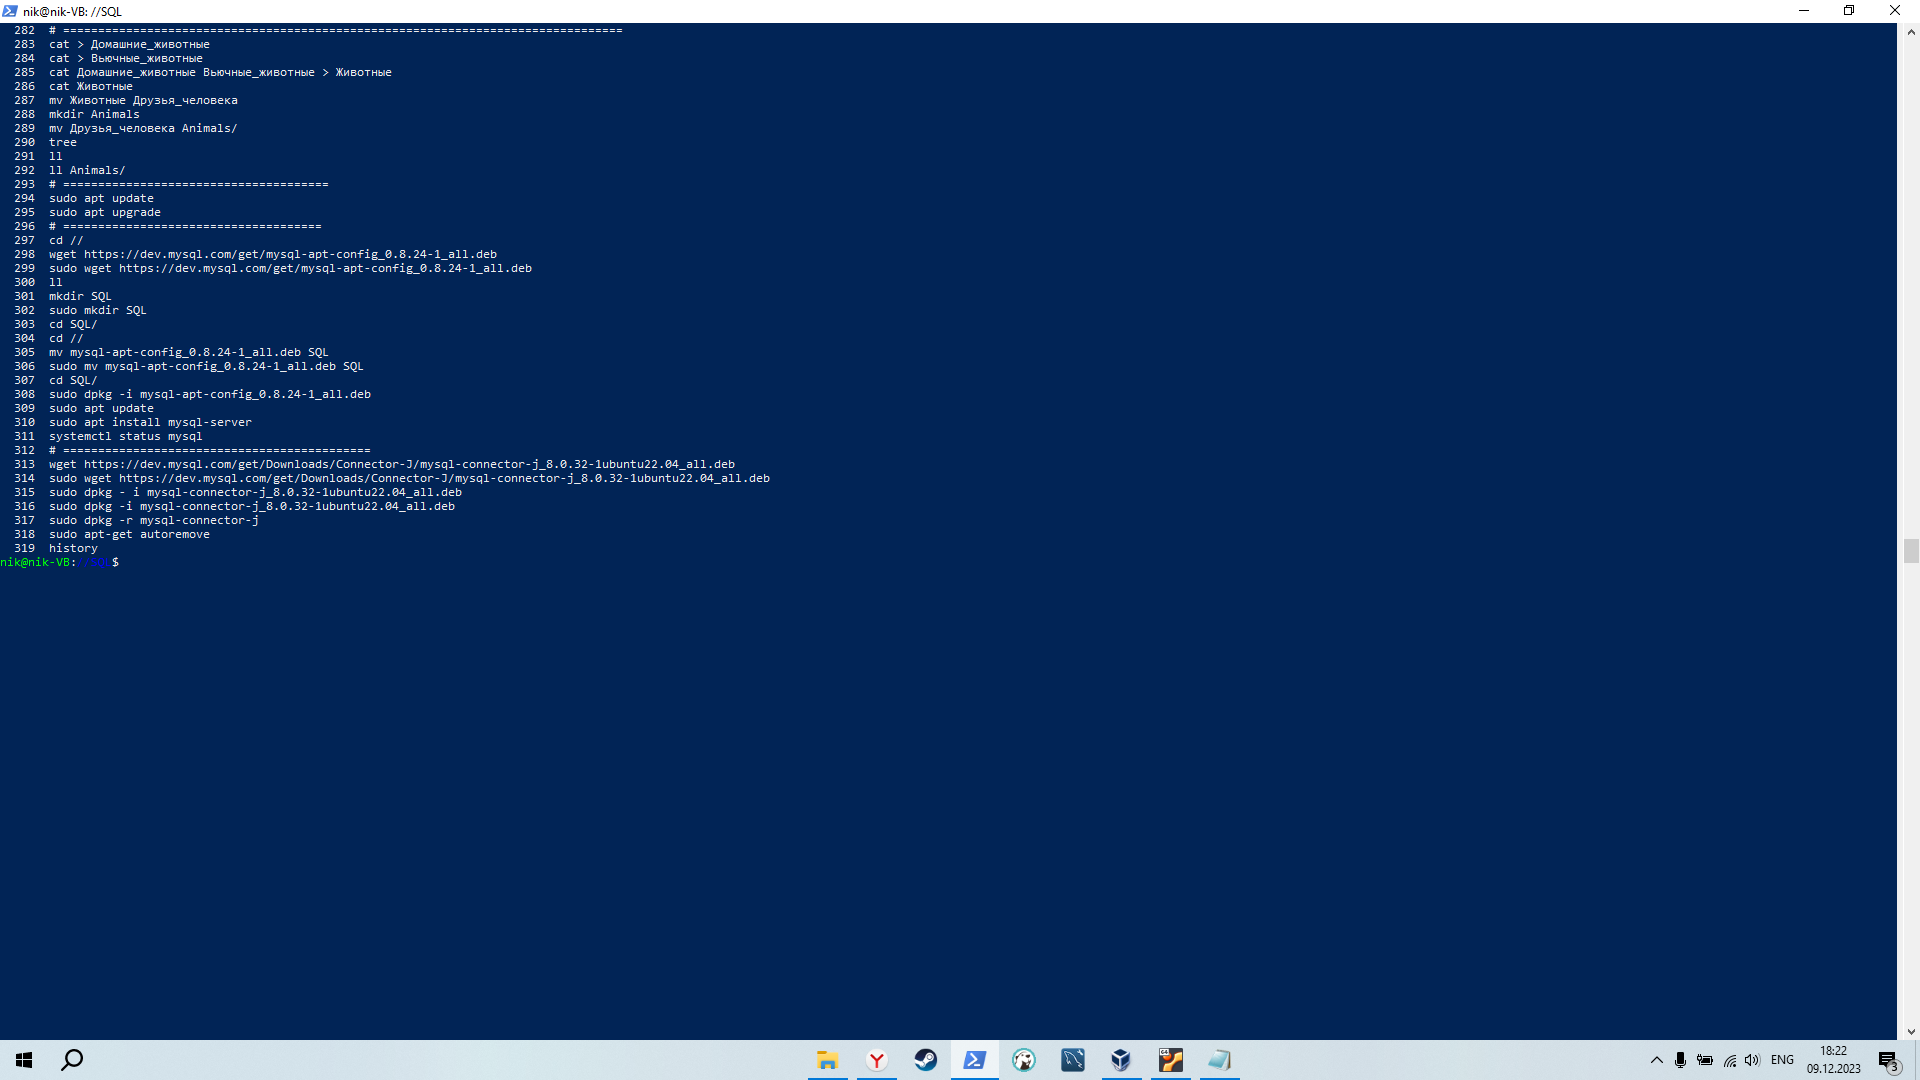 nik@nik-VB: //SQL
282 # ================================================================================
283 cat > Домашние_животные
284 cat > Вьючные_животные
285 cat Домашние_животные Вьючные_животные > Животные
286 cat Животные
287 mv Животные Друзья_человека
288 mkdir Animals
289 mv Друзья_человека Animals/
290 tree
291 ll
292 ll Animals/
293 # ======================================
294 sudo apt update
295 sudo apt upgrade
296 # =====================================
297 cd //
298 wget https://dev.mysql.com/get/mysql-apt-config_0.8.24-1_all.deb
299 sudo wget https://dev.mysql.com/get/mysql-apt-config_0.8.24-1_all.deb
300 ll
301 mkdir SQL
302 sudo mkdir SQL
303 cd SQL/
304 cd //
305 mv mysql-apt-config_0.8.24-1_all.deb SQL
306 sudo mv mysql-apt-config_0.8.24-1_all.deb SQL
307 cd SQL/
308 sudo dpkg -i mysql-apt-config_0.8.24-1_all.deb
309 sudo apt update
310 sudo apt install mysql-server
311 systemctl status mysql
312 # ============================================
313 wget https://dev.mysql.com/get/Downloads/Connector-J/mysql-connector-j_8.0.32-1ubuntu22.04_all.deb
314 sudo wget https://dev.mysql.com/get/Downloads/Connector-J/mysql-connector-j_8.0.32-1ubuntu22.04_all.deb
315 sudo dpkg - i mysql-connector-j_8.0.32-1ubuntu22.04_all.deb
316 sudo dpkg -i mysql-connector-j_8.0.32-1ubuntu22.04_all.deb
317 sudo dpkg -r mysql-connector-j
318 sudo apt-get autoremove
319 history
nik@nik-VB://SQL$
ENG
18:22
09.12.2023
3